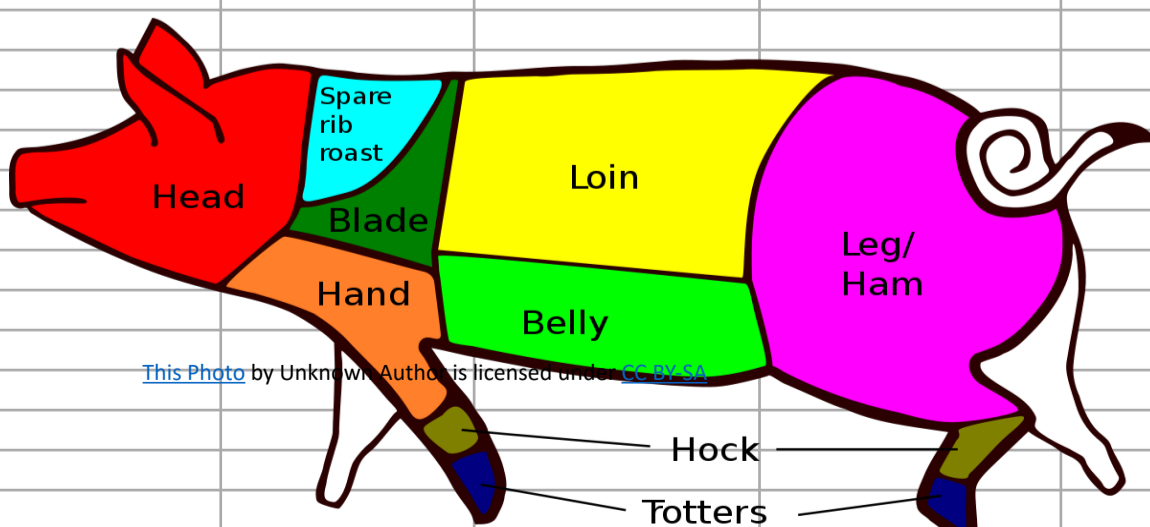 Spare
rib
roast
Head
Blade
Loin
Hand
Leg/
Ham
Belly
This Photo by Unknown Author is licensed under CC BY-SA
Hock
Totters